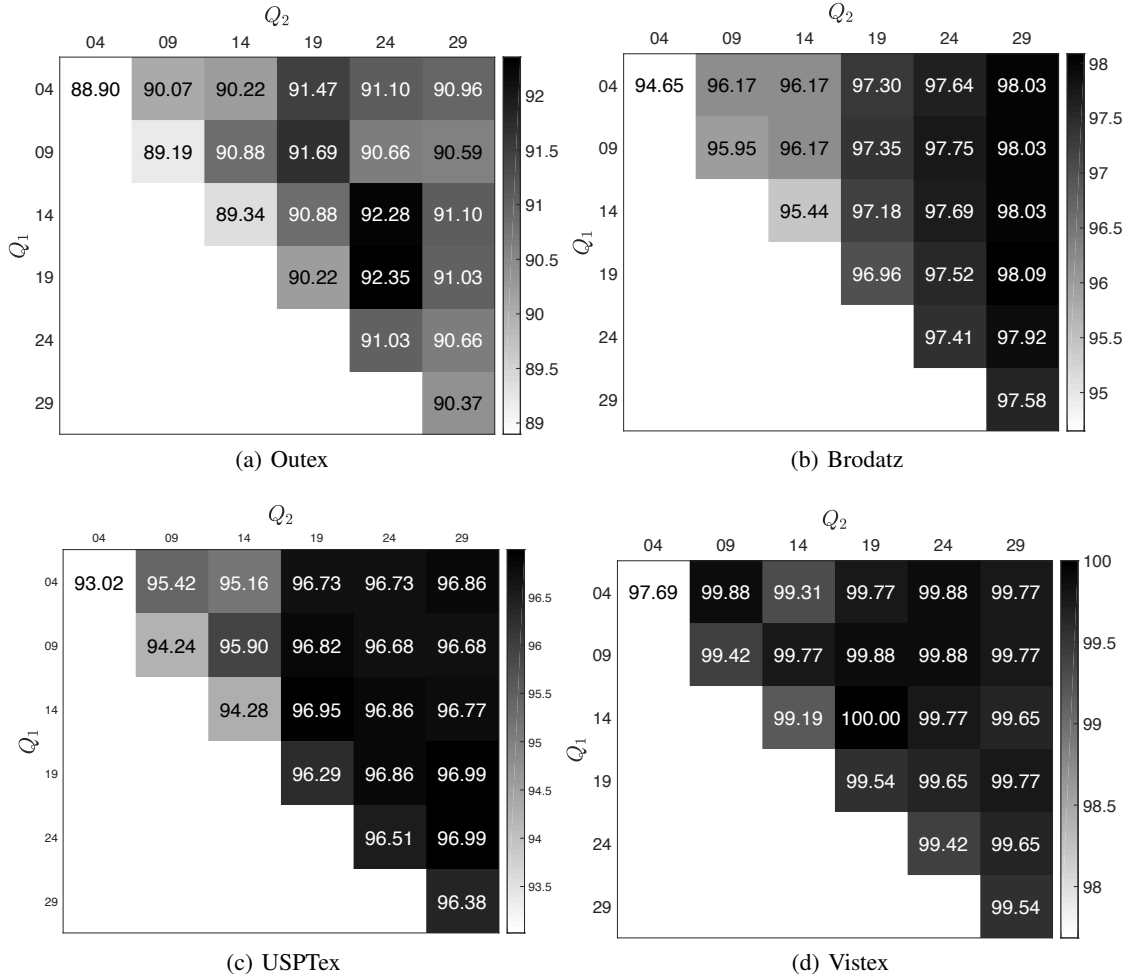 Q2
04 09 14 19 24 29
04 88.90 90.07 90.22 91.47 91.10 90.96
09 89.19 90.88 91.69 90.66 90.59
14 89.34 90.88 92.28 91.10
19 90.22 92.35 91.03
24 91.03 90.66
29 90.37
Q1
92
91.5
91
90.5
90
89.5
89
(a) Outex
Q2
04 09 14 19 24 29
04 94.65 96.17 96.17 97.30 97.64 98.03
09 95.95 96.17 97.35 97.75 98.03
14 95.44 97.18 97.69 98.03
19 96.96 97.52 98.09
24 97.41 97.92
29 97.58
Q1
98
97.5
97
96.5
96
95.5
95
(b) Brodatz
Q2
04 09 14 19 24 29
04 93.02 95.42 95.16 96.73 96.73 96.86
09 94.24 95.90 96.82 96.68 96.68
14 94.28 96.95 96.86 96.77
19 96.29 96.86 96.99
24 96.51 96.99
29 96.38
Q1
96.5
96
95.5
95
94.5
94
93.5
(c) USPTex
Q2
04 09 14 19 24 29
04 97.69 99.88 99.31 99.77 99.88 99.77
09 99.42 99.77 99.88 99.88 99.77
14 99.19 100.00 99.77 99.65
19 99.54 99.65 99.77
24 99.42 99.65
29 99.54
Q1
100
99.5
99
98.5
98
(d) Vistex